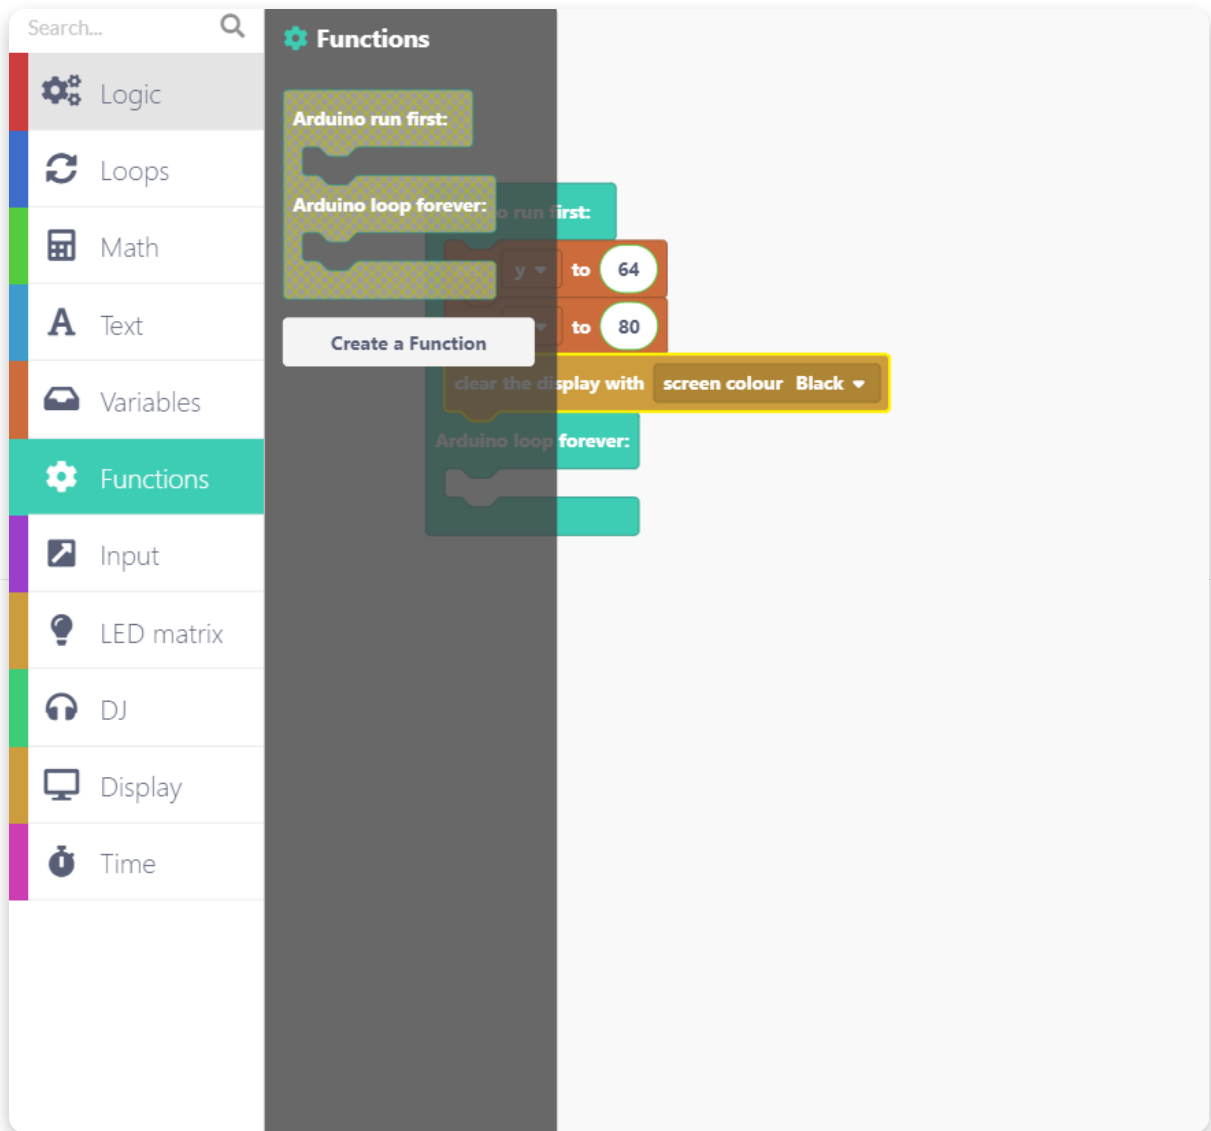 Search...
Logic
Loops
Math
Text
Variables
Functions
Input
LED matrix
DJ
Display
Time
Functions
Arduino run first:
Arduino loop forever:
Create a Function
o run first:
y to 64
to 80
clear the display with screen colour Black
Arduino loop forever: